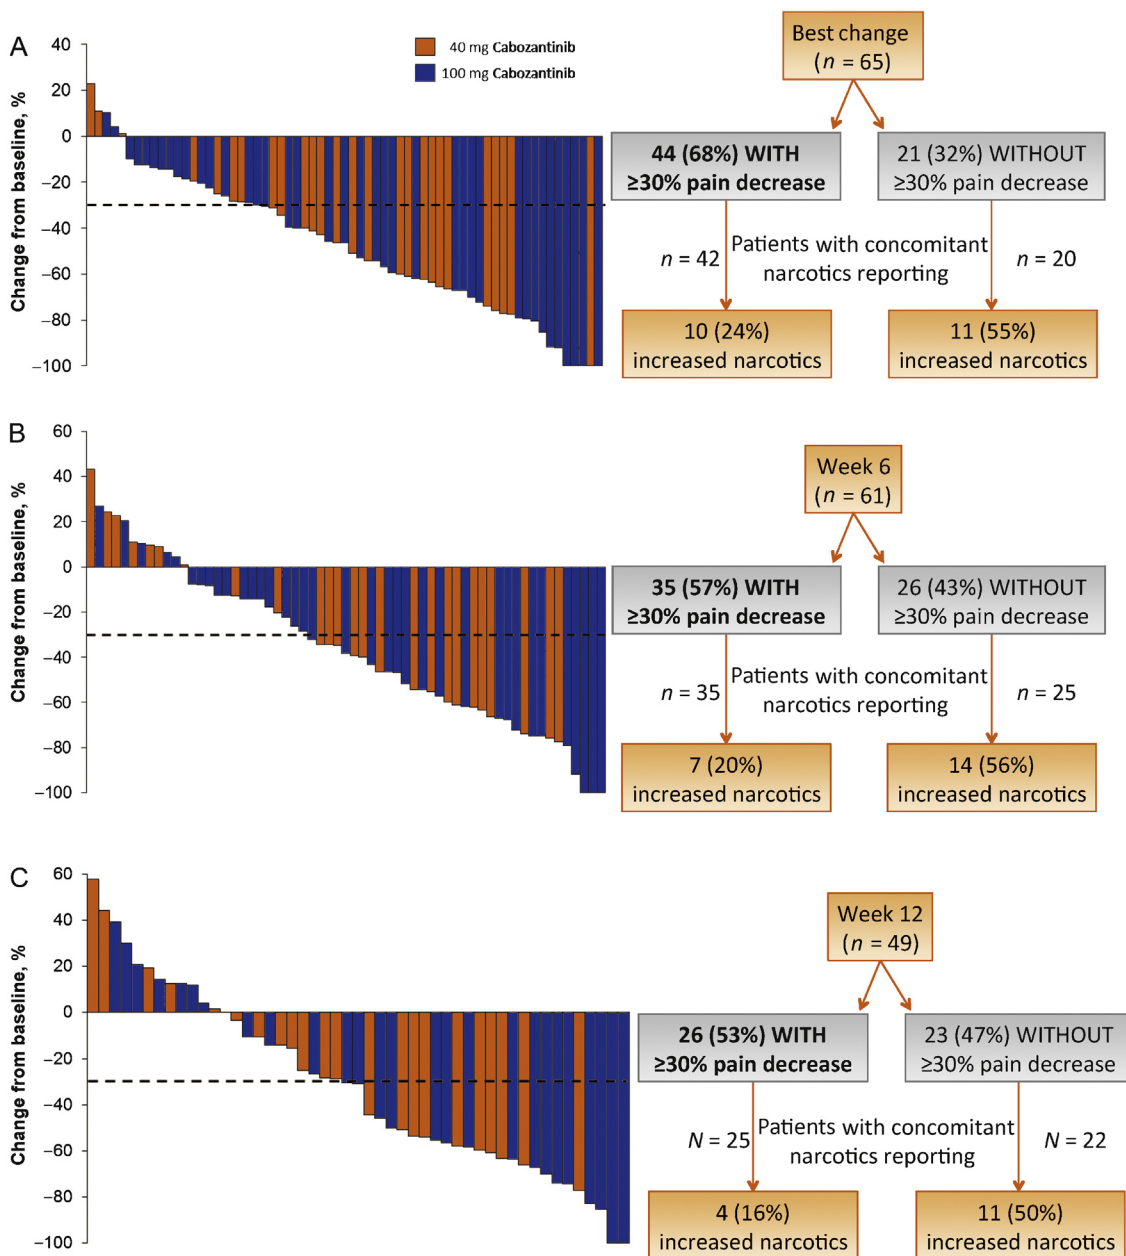 A
Change from baseline, %
40
20
0
−20
−40
−60
−80
−100
40 mg Cabozantinib
100 mg Cabozantinib
Best change
(n = 65)
44 (68%) WITH
≥30% pain decrease
21 (32%) WITHOUT
≥30% pain decrease
n = 42
Patients with concomitant
narcotics reporting
n = 20
10 (24%)
increased narcotics
11 (55%)
increased narcotics
B
Change from baseline, %
60
40
20
0
−20
−40
−60
−80
−100
Week 6
(n = 61)
35 (57%) WITH
≥30% pain decrease
26 (43%) WITHOUT
≥30% pain decrease
n = 35
Patients with concomitant
narcotics reporting
n = 25
7 (20%)
increased narcotics
14 (56%)
increased narcotics
C
Change from baseline, %
60
40
20
0
−20
−40
−60
−80
−100
Week 12
(n = 49)
26 (53%) WITH
≥30% pain decrease
23 (47%) WITHOUT
≥30% pain decrease
N = 25
Patients with concomitant
narcotics reporting
N = 22
4 (16%)
increased narcotics
11 (50%)
increased narcotics